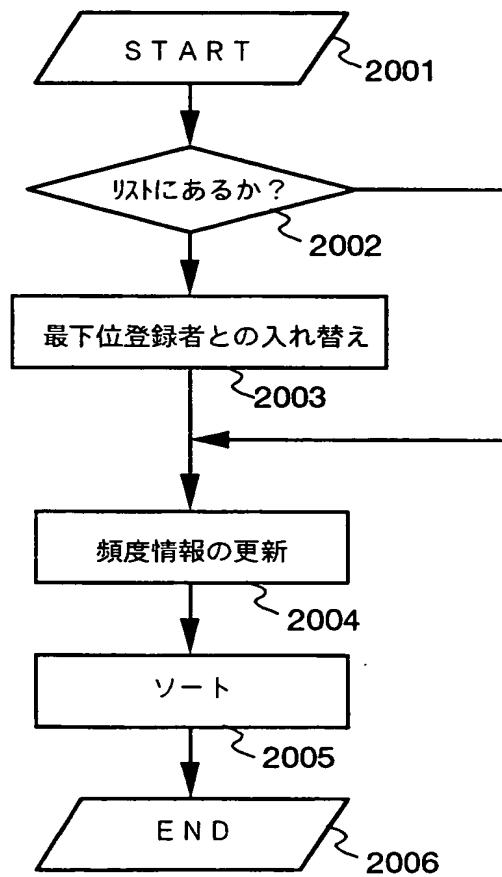 START
2001
リストにあるか？
2002
最下位登録者との入れ替え
2003
頻度情報の更新
2004
ソート
2005
END
2006